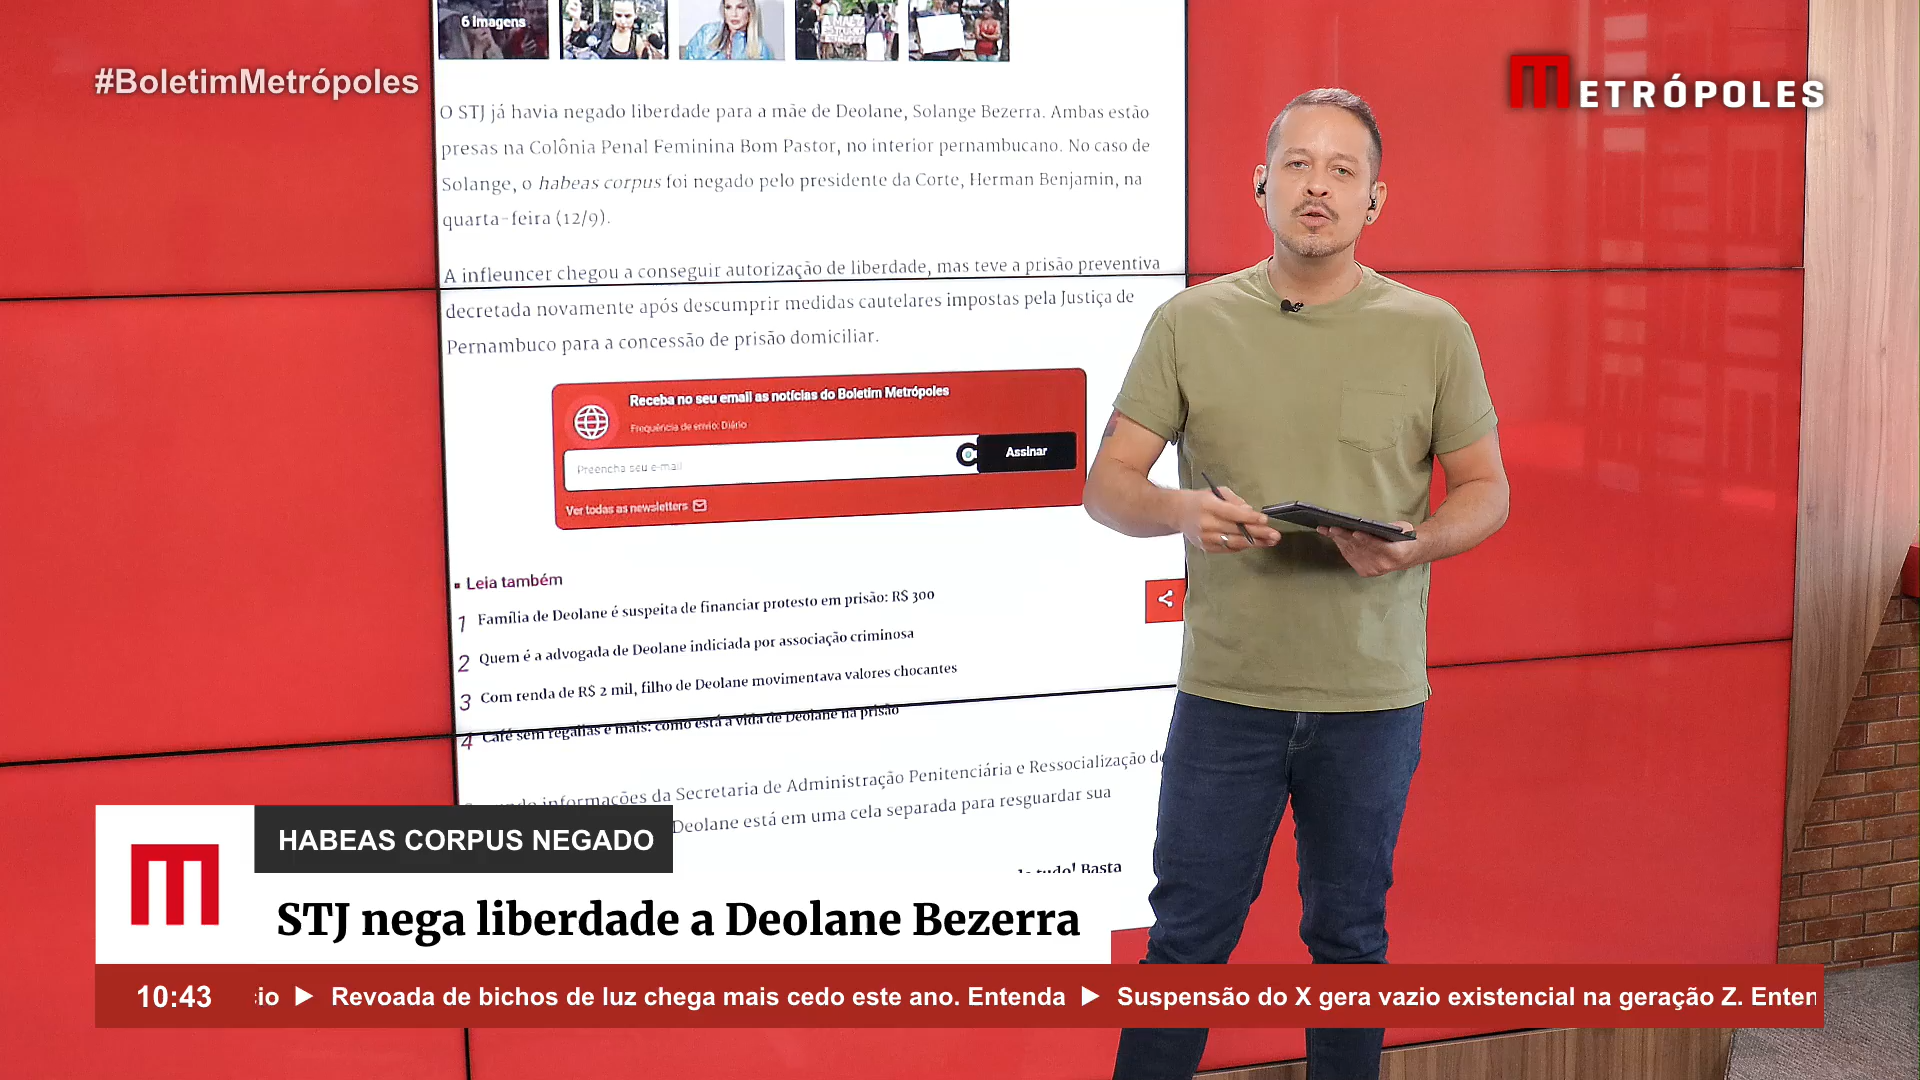 6 Imagens
#BoletimMetrópoles
METRÓPOLES
O STJ já havia negado liberdade para a mãe de Deolane, Solange Bezerra. Ambas estão
presas na Colônia Penal Feminina Bom Pastor, no interior pernambucano. No caso de
Solange, o habeas corpus foi negado pelo presidente da Corte, Herman Benjamin, na
quarta-feira (12/9).
A infleuncer chegou a conseguir autorização de liberdade, mas teve a prisão preventiva
decretada novamente após descumprir medidas cautelares impostas pela Justiça de
Pernambuco para a concessão de prisão domiciliar.
Receba no seu email as notícias do Boletim Metrópoles
Frequência de envio: Diário
Preencha seu e-mail
Assinar
Ver todas as newsletters
Leia também
1 Família de Deolane é suspeita de financiar protesto em prisão: R$ 300
2 Quem é a advogada de Deolane indiciada por associação criminosa
3 Com renda de R$ 2 mil, filho de Deolane movimentava valores chocantes
4 Café sem regalias e mais: como está a vida de Deolane na prisão
informações da Secretaria de Administração Penitenciária e Ressocialização de
Deolane está em uma cela separada para resguardar sua
tudo! Basta
HABEAS CORPUS NEGADO
STJ nega liberdade a Deolane Bezerra
10:43 cio ▶ Revoada de bichos de luz chega mais cedo este ano. Entenda ▶ Suspensão do X gera vazio existencial na geração Z. Enten